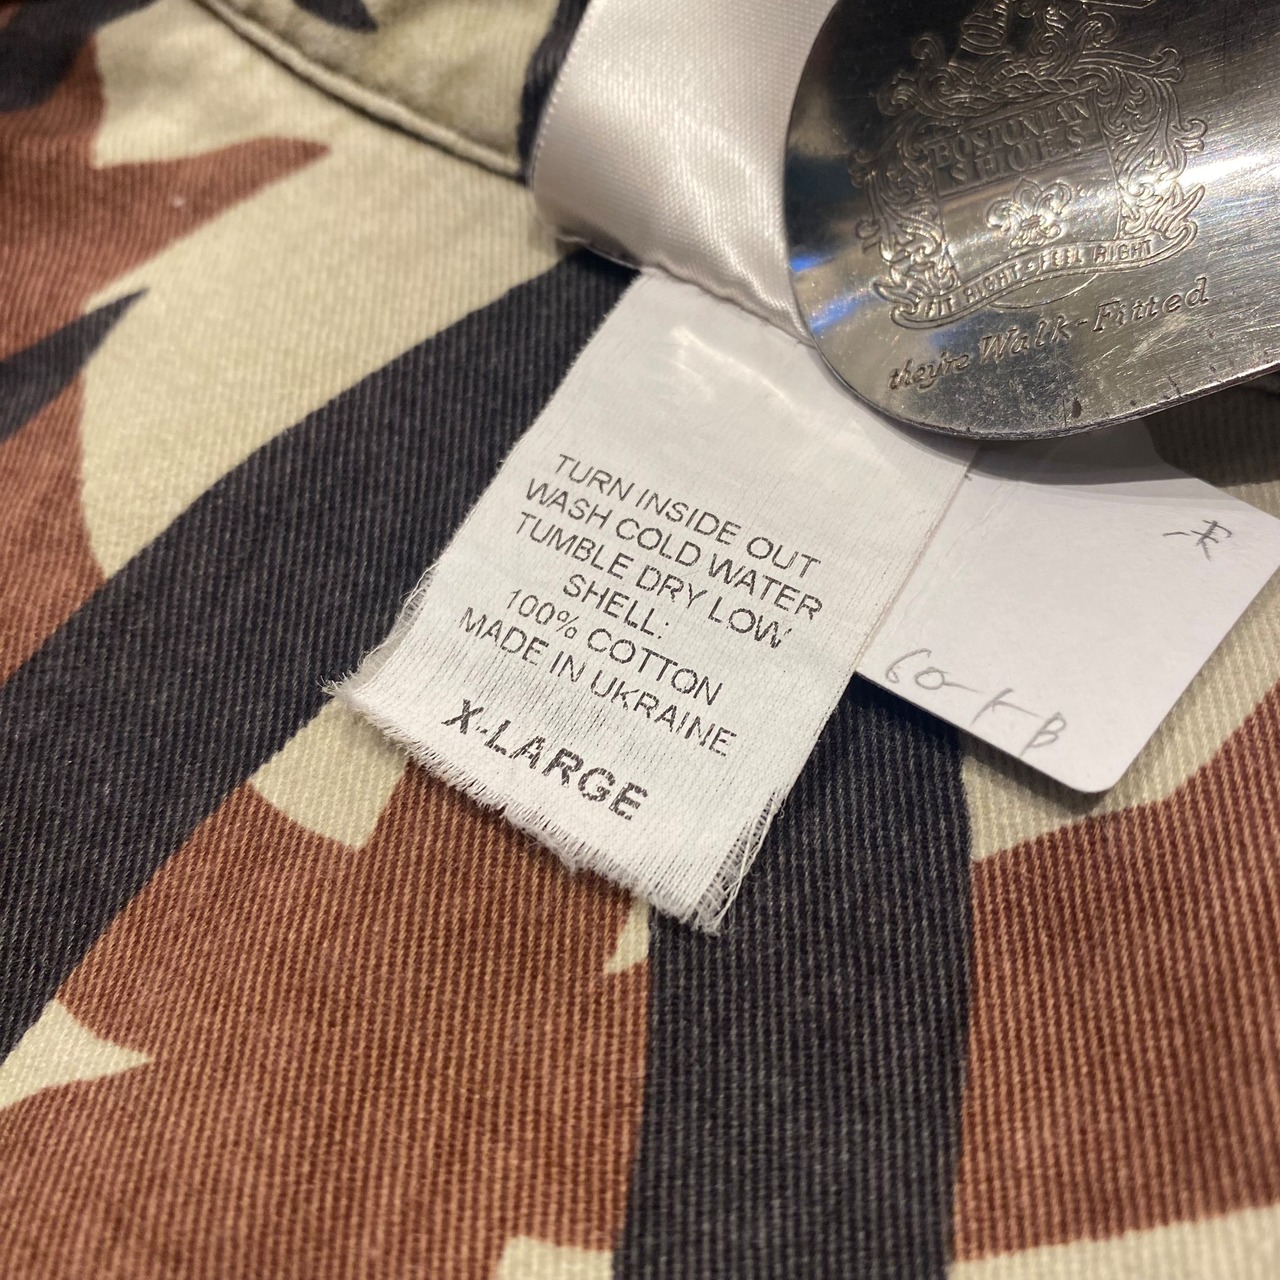 BOSTONIAN
SHOES
FIT RIGHT - FEEL RIGHT
they're Walk-Fitted
TURN INSIDE OUT
WASH COLD WATER
TUMBLE DRY LOW
SHELL:
100% COTTON
MADE IN UKRAINE
X-LARGE